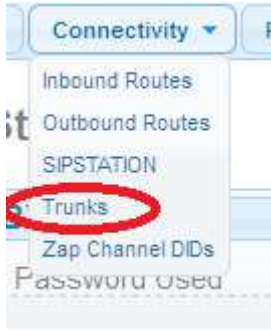 Connectivity
Inbound Routes
Outbound Routes
SIPSTATION
Trunks
Zap Channel DIDs
Password Used